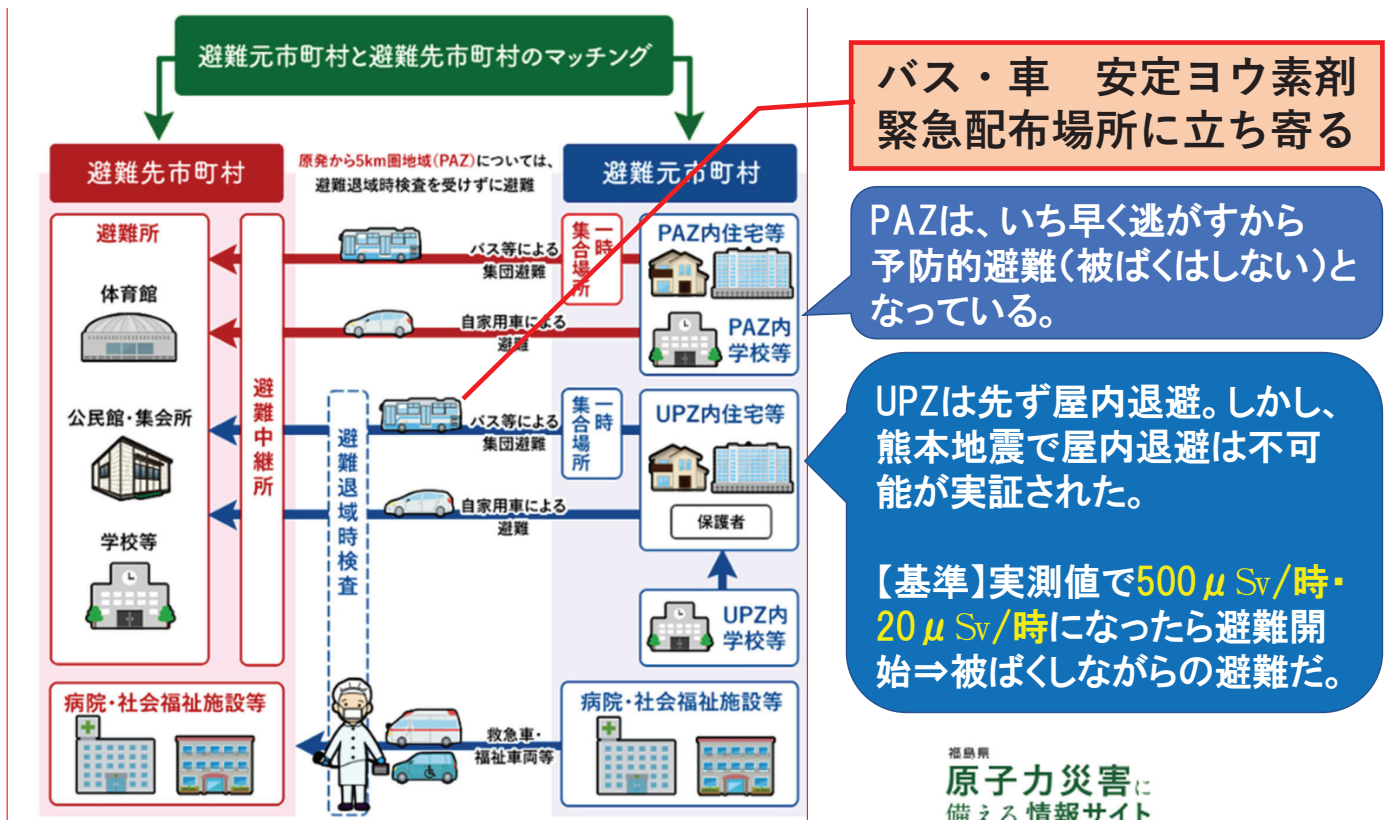 避難元市町村と避難先市町村のマッチング
避難先市町村
原発から5km圏地域(PAZ)については、
避難退域時検査を受けずに避難
避難元市町村
避難所
体育館
公民館・集会所
学校等
避難中継所
バス等による
集団避難
一時
集合場所
PAZ内住宅等
自家用車による
避難
PAZ内
学校等
避難退域時検査
バス等による
集団避難
一時
集合場所
UPZ内住宅等
自家用車による
避難
保護者
UPZ内
学校等
病院・社会福祉施設等
救急車・
福祉車両等
病院・社会福祉施設等
バス・車　安定ヨウ素剤
緊急配布場所に立ち寄る
PAZは、いち早く逃がすから
予防的避難(被ばくはしない)と
なっている。
UPZは先ず屋内退避。しかし、
熊本地震で屋内退避は不可
能が実証された。
【基準】実測値で500μSv/時・
20μSv/時になったら避難開
始⇒被ばくしながらの避難だ。
福島県
原子力災害に
備える情報サイト